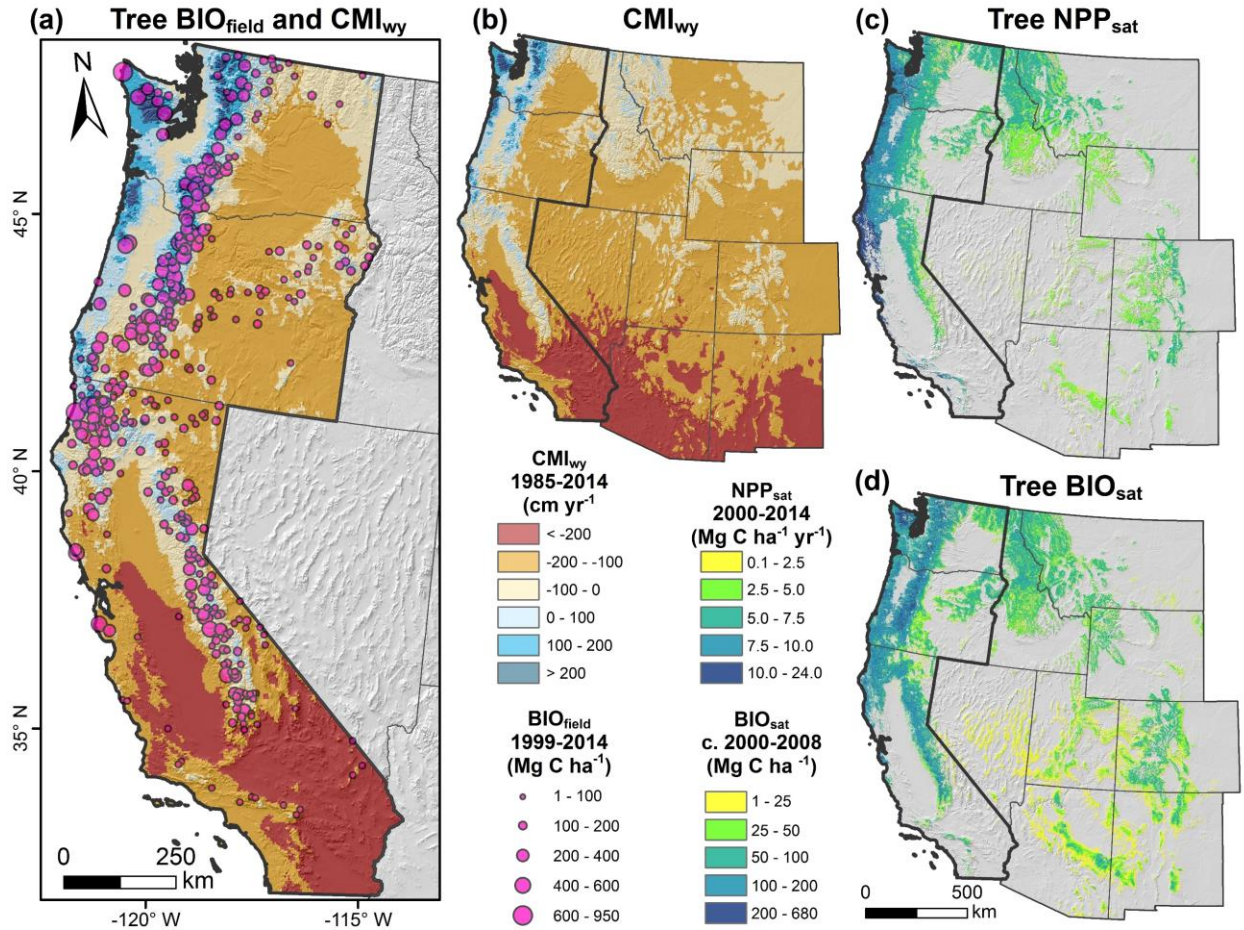 (a) Tree BIOfield and CMIwy
(b) CMIwy
(c) Tree NPPsat
N
45° N
40° N
35° N
0 250
km
-120° W -115° W
CMIwy
1985-2014
(cm yr-1)
< -200
-200 - -100
-100 - 0
0 - 100
100 - 200
> 200
NPPsat
2000-2014
(Mg C ha-1 yr-1)
0.1 - 2.5
2.5 - 5.0
5.0 - 7.5
7.5 - 10.0
10.0 - 24.0
BIOfield
1999-2014
(Mg C ha-1)
1 - 100
100 - 200
200 - 400
400 - 600
600 - 950
BIOsat
c. 2000-2008
(Mg C ha -1)
1 - 25
25 - 50
50 - 100
100 - 200
200 - 680
(d) Tree BIOsat
0 500
km